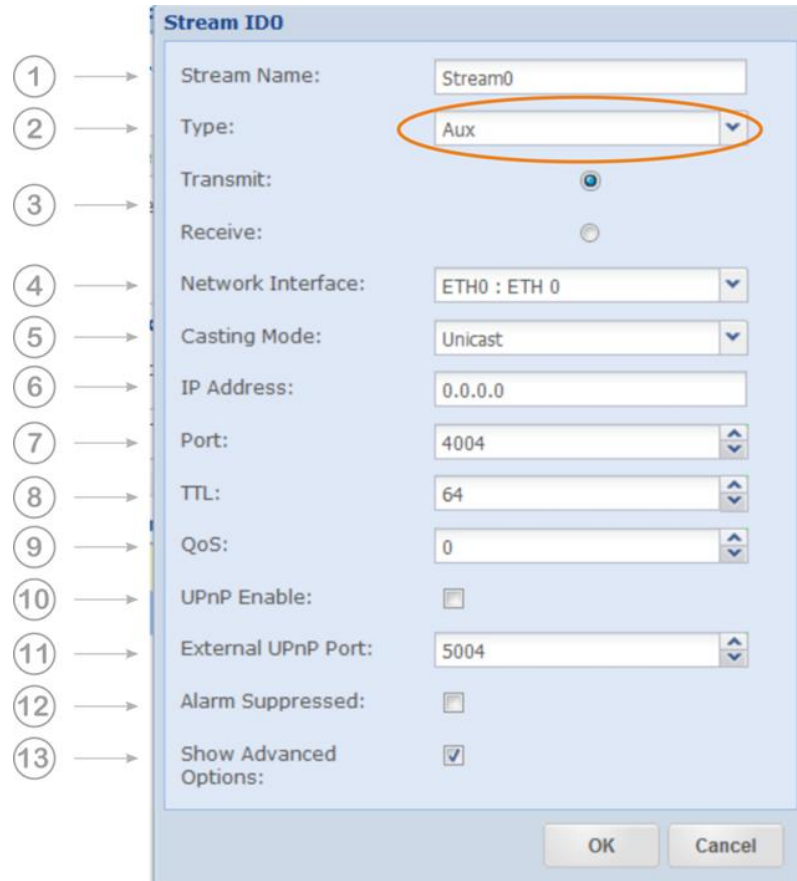 Stream ID0
1 Stream Name: Stream0
2 Type: Aux
Transmit:
3
Receive:
4 Network Interface: ETH0 : ETH 0
5 Casting Mode: Unicast
6 IP Address: 0.0.0.0
7 Port: 4004
8 TTL: 64
9 QoS: 0
10 UPnP Enable:
11 External UPnP Port: 5004
12 Alarm Suppressed:
13 Show Advanced
Options:
OK Cancel